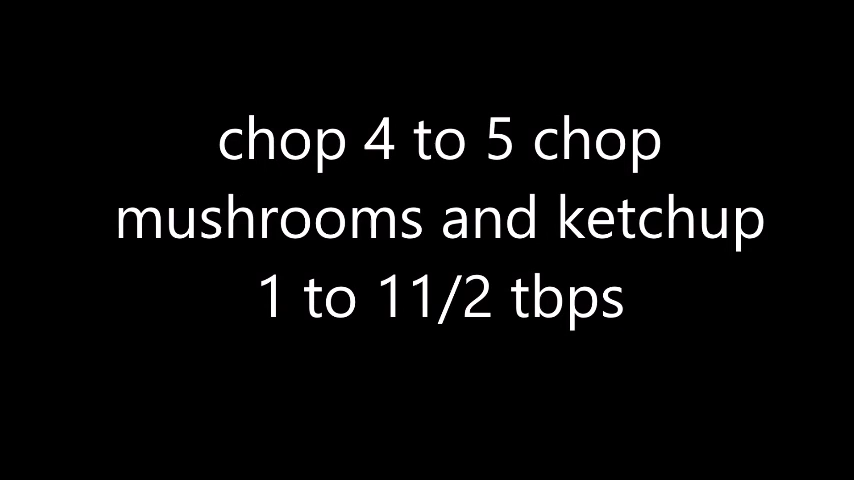 chop 4 to 5 chop
mushrooms and ketchup
1 to 11/2 tbps